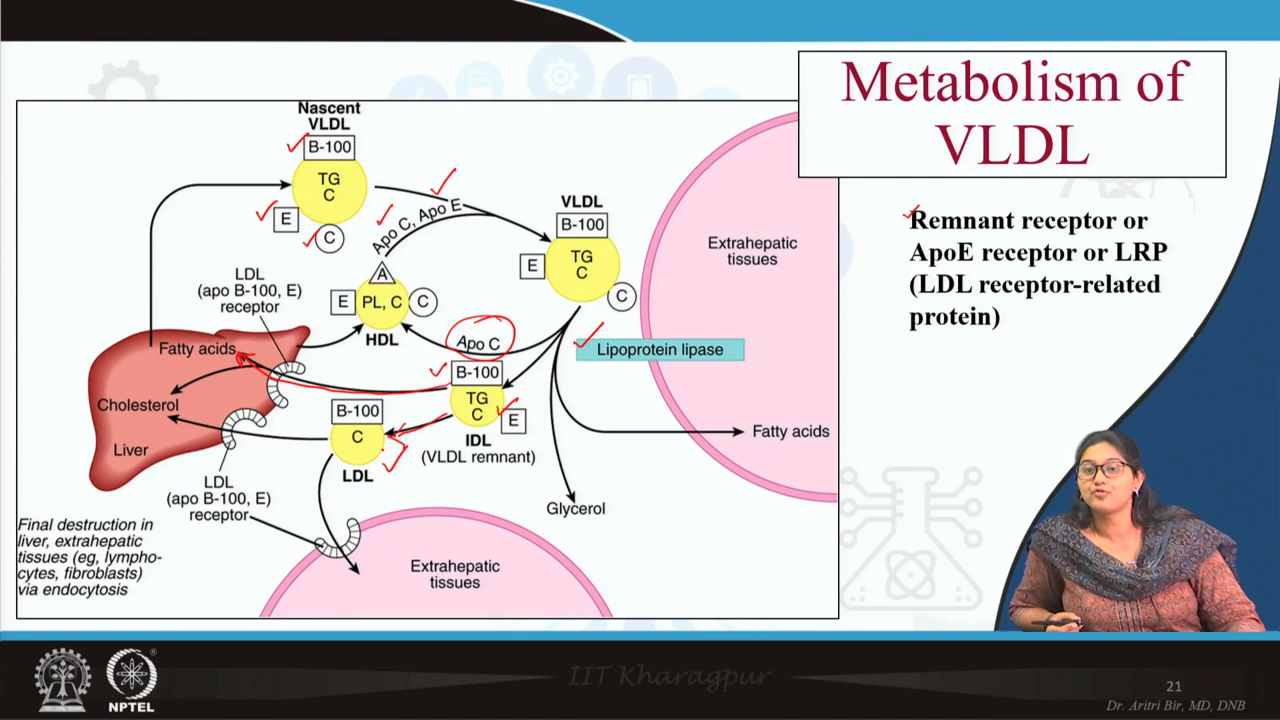 Metabolism of
VLDL
Remnant receptor or
ApoE receptor or LRP
(LDL receptor-related
protein)
Nascent
VLDL
B-100
TG
C
E
C
Apo C, Apo E
VLDL
B-100
TG
C
E
C
A
E
PL, C
C
HDL
LDL
(apo B-100, E)
receptor
Fatty acids
Cholesterol
Liver
Apo C
Lipoprotein lipase
B-100
TG
C
E
IDL
(VLDL remnant)
B-100
C
LDL
LDL
(apo B-100, E)
receptor
Extrahepatic
tissues
Fatty acids
Glycerol
Extrahepatic
tissues
Final destruction in
liver, extrahepatic
tissues (eg, lympho-
cytes, fibroblasts)
via endocytosis
NPTEL
IIT Kharagpur
21
Dr. Aritri Bir, MD, DNB